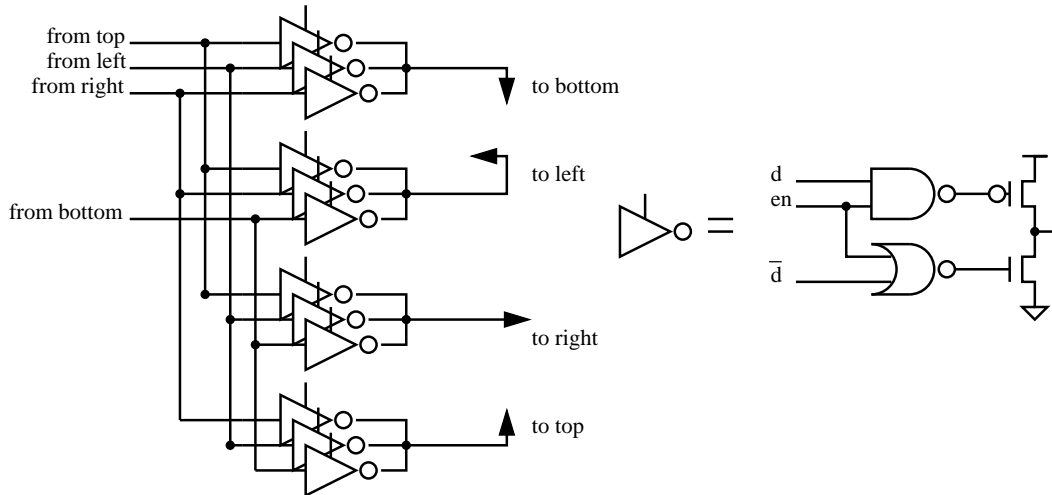 from top
from left
from right
to bottom
to left
from bottom
to right
to top
d
en
d̅